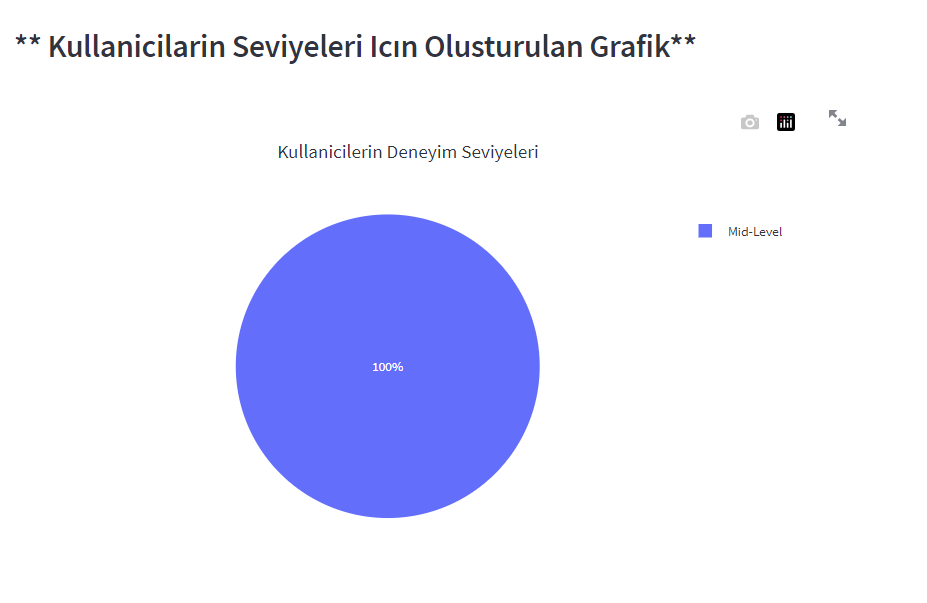 ** Kullanicilarin Seviyeleri Icın Olusturulan Grafik**
Kullanicilerin Deneyim Seviyeleri
Mid-Level
100%